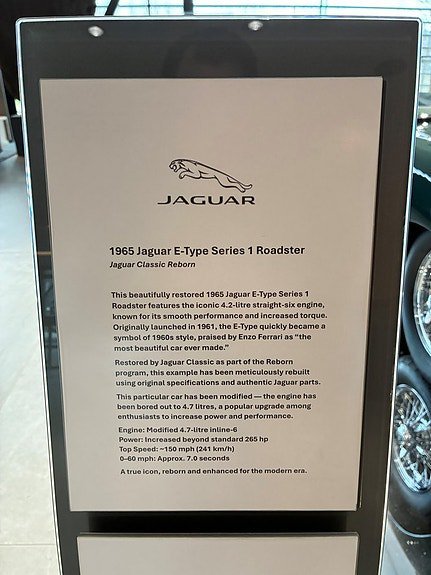 JAGUAR
1965 Jaguar E-Type Series 1 Roadster
Jaguar Classic Reborn
This beautifully restored 1965 Jaguar E-Type Series 1
Roadster features the iconic 4.2-litre straight-six engine,
known for its smooth performance and increased torque.
Originally launched in 1961, the E-Type quickly became a
symbol of 1960s style, praised by Enzo Ferrari as “the
most beautiful car ever made.”
Restored by Jaguar Classic as part of the Reborn
program, this example has been meticulously rebuilt
using original specifications and authentic Jaguar parts.
This particular car has been modified — the engine has
been bored out to 4.7 litres, a popular upgrade among
enthusiasts to increase power and performance.
Engine: Modified 4.7-litre inline-6
Power: Increased beyond standard 265 hp
Top Speed: ~150 mph (241 km/h)
0–60 mph: Approx. 7.0 seconds
A true icon, reborn and enhanced for the modern era.